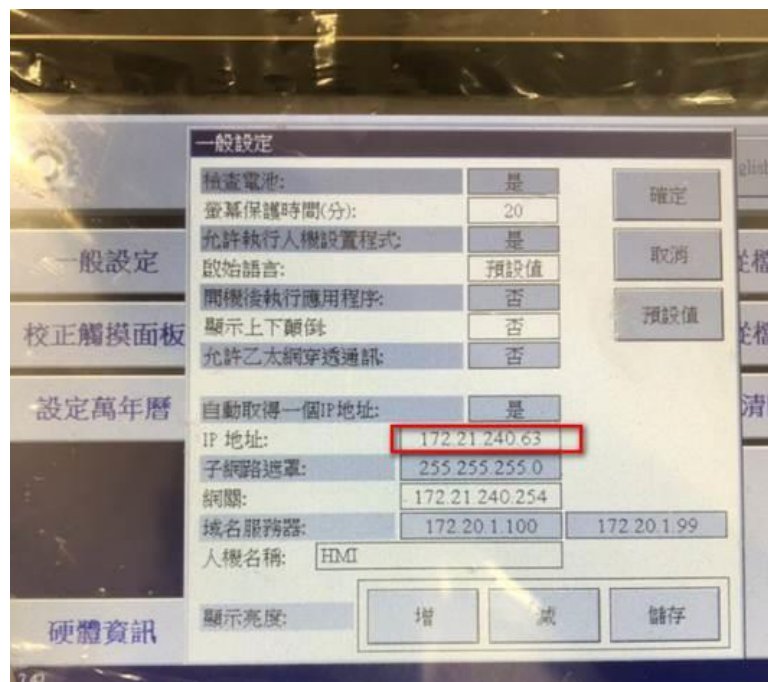 一般設定
檢查電池: 是
螢幕保護時間(分): 20
允許執行人機設置程式: 是
啟始語言: 預設值
開機後執行應用程序: 否
顯示上下顛倒: 否
允許乙太網穿透通訊: 否
自動取得一個IP地址: 是
IP 地址: 172.21.240.63
子網路遮罩: 255.255.255.0
網關: 172.21.240.254
域名服務器: 172.20.1.100 172.20.1.99
人機名稱: HMI
顯示亮度: 增 減 儲存
確定
取消
預設值
一般設定
校正觸摸面板
設定萬年曆
硬體資訊
glish
從檔
從檔
清